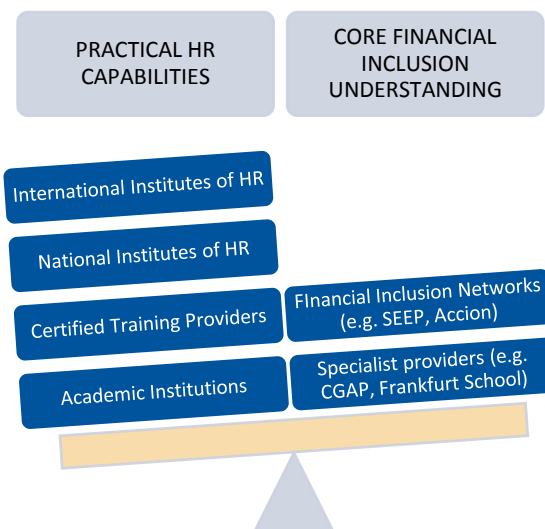 PRACTICAL HR
CAPABILITIES
CORE FINANCIAL
INCLUSION
UNDERSTANDING
International Institutes of HR
National Institutes of HR
Certified Training Providers
Academic Institutions
FInancial Inclusion Networks
(e.g. SEEP, Accion)
Specialist providers (e.g.
CGAP, Frankfurt School)